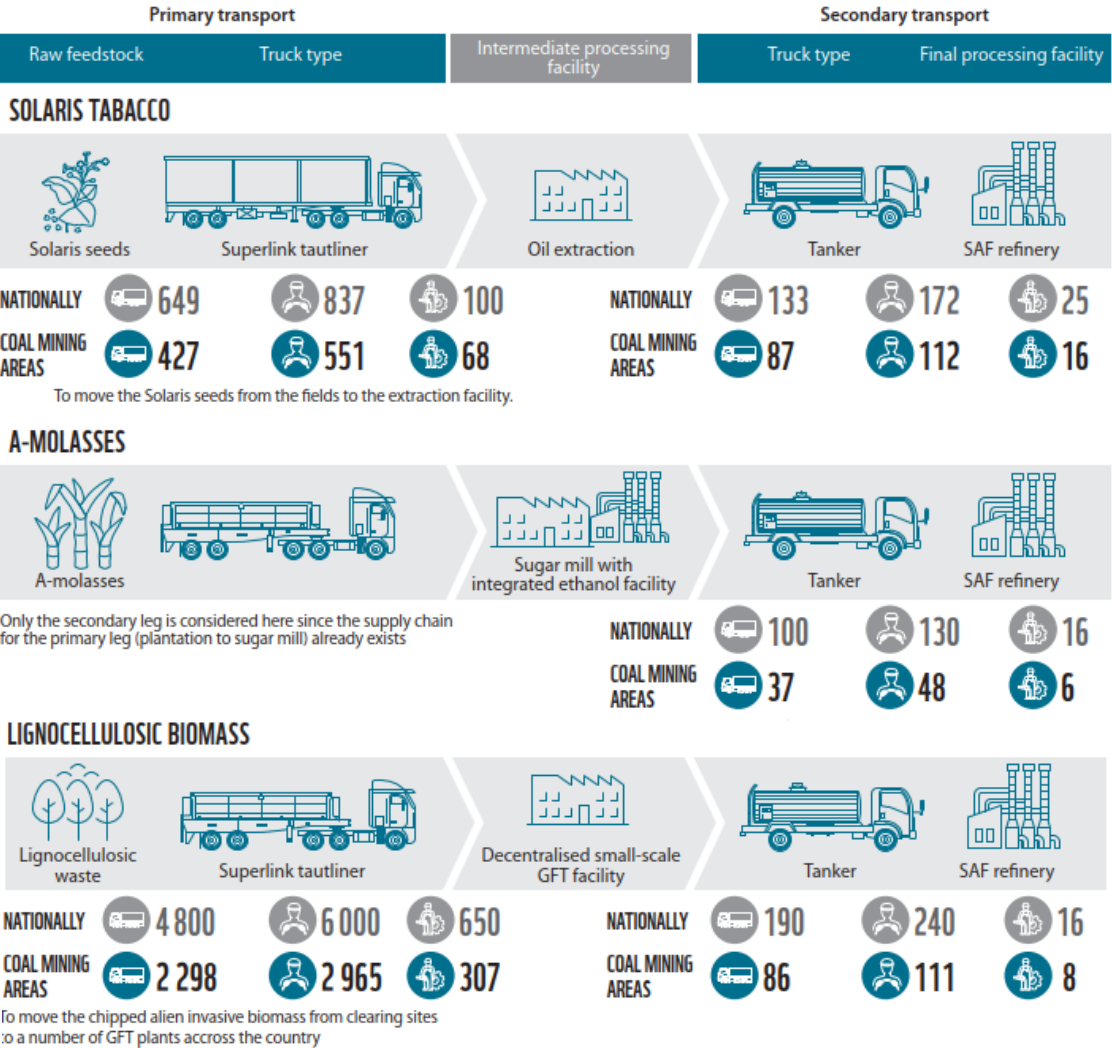 Primary transport
Secondary transport
Raw feedstock
Truck type
Intermediate processing
facility
Truck type
Final processing facility
SOLARIS TABACCO
Solaris seeds
Superlink tautliner
Oil extraction
Tanker
SAF refinery
NATIONALLY 649 837 100
NATIONALLY 133 172 25
COAL MINING
AREAS 427 551 68
COAL MINING
AREAS 87 112 16
To move the Solaris seeds from the fields to the extraction facility.
A-MOLASSES
A-molasses
Sugar mill with
integrated ethanol facility
Tanker
SAF refinery
Only the secondary leg is considered here since the supply chain
for the primary leg (plantation to sugar mill) already exists
NATIONALLY 100 130 16
COAL MINING
AREAS 37 48 6
LIGNOCELLULOSIC BIOMASS
Lignocellulosic
waste
Superlink tautliner
Decentralised small-scale
GFT facility
Tanker
SAF refinery
NATIONALLY 4 800 6 000 650
NATIONALLY 190 240 16
COAL MINING
AREAS 2 298 2 965 307
COAL MINING
AREAS 86 111 8
To move the chipped alien invasive biomass from clearing sites
to a number of GFT plants accross the country